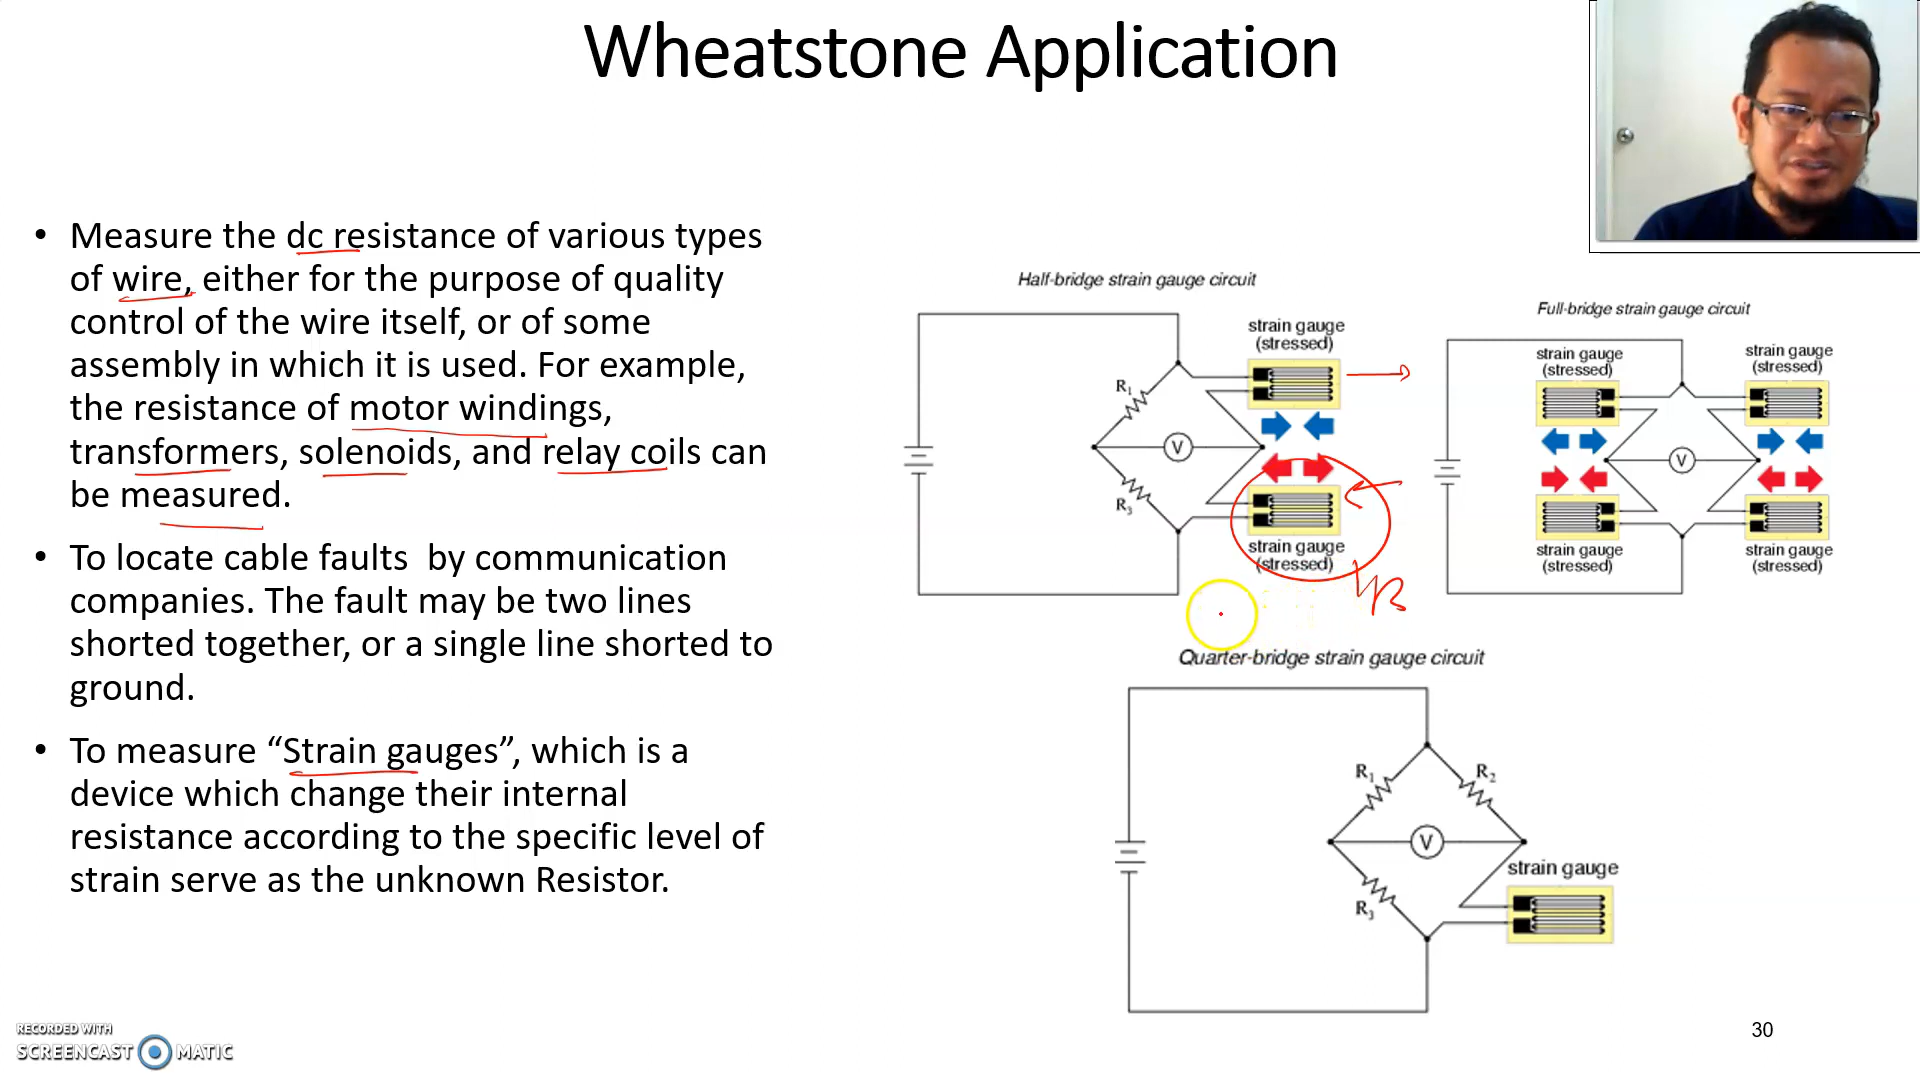 Wheatstone Application
• Measure the dc resistance of various types
of wire, either for the purpose of quality
control of the wire itself, or of some
assembly in which it is used. For example,
the resistance of motor windings,
transformers, solenoids, and relay coils can
be measured.
• To locate cable faults by communication
companies. The fault may be two lines
shorted together, or a single line shorted to
ground.
• To measure “Strain gauges”, which is a
device which change their internal
resistance according to the specific level of
strain serve as the unknown Resistor.
Half-bridge strain gauge circuit
strain gauge
(stressed)
R1
V
R3
strain gauge
(stressed)
Full-bridge strain gauge circuit
strain gauge
(stressed)
strain gauge
(stressed)
V
strain gauge
(stressed)
strain gauge
(stressed)
Quarter-bridge strain gauge circuit
R1
R2
V
R3
strain gauge
RECORDED WITH
SCREENCAST MATIC
30